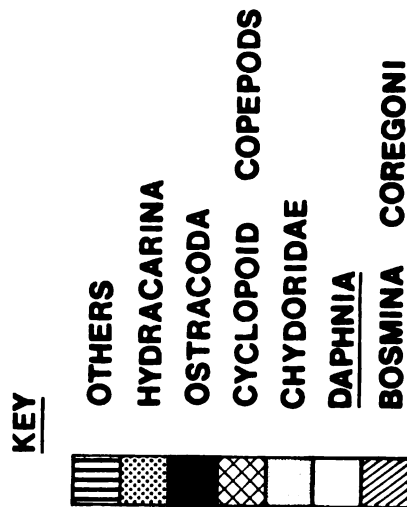 KEY
OTHERS
HYDRACARINA
OSTRACODA
CYCLOPOID COPEPODS
CHYDORIDAE
DAPHNIA
BOSMINA COREGONI